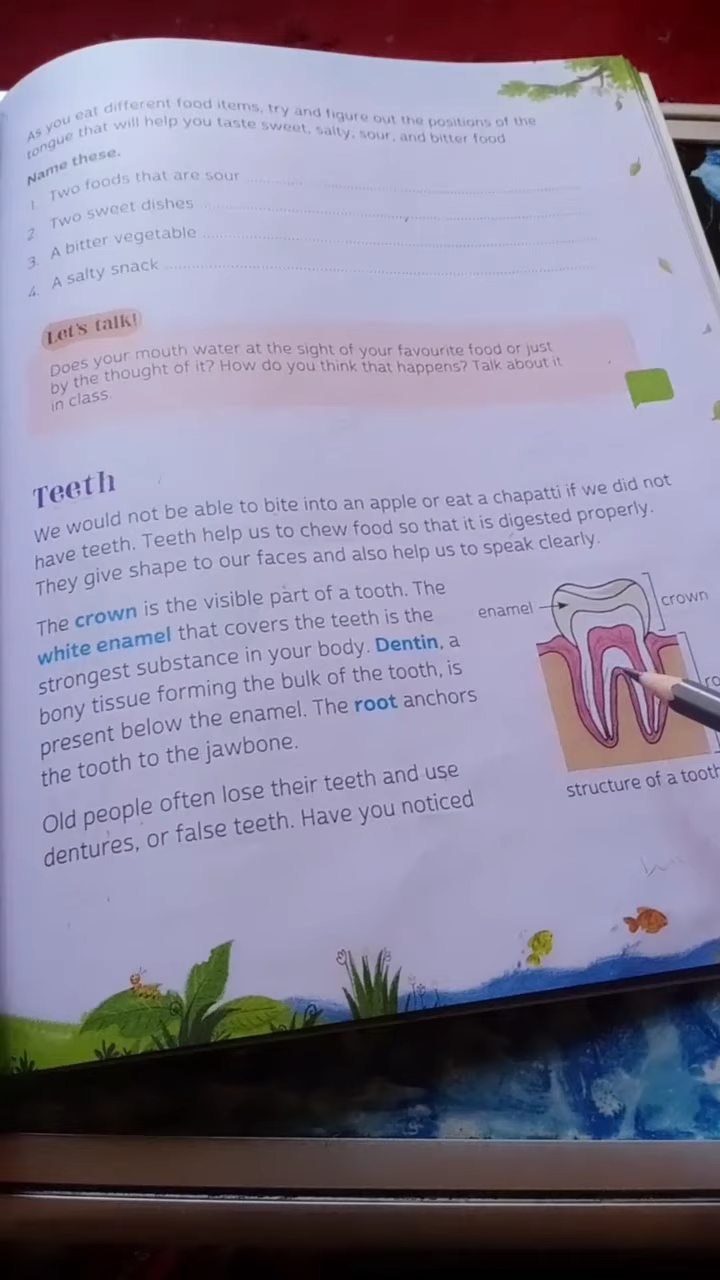 As you eat different food items, try and figure out the positions of the
tongue that will help you taste sweet, salty, sour, and bitter food
Name these.
1. Two foods that are sour
2. Two sweet dishes
3. A bitter vegetable
4. A salty snack
Let's talk!
Does your mouth water at the sight of your favourite food or just
by the thought of it? How do you think that happens? Talk about it
in class.
Teeth
We would not be able to bite into an apple or eat a chapatti if we did not
have teeth. Teeth help us to chew food so that it is digested properly.
They give shape to our faces and also help us to speak clearly.
The crown is the visible part of a tooth. The
white enamel that covers the teeth is the
strongest substance in your body. Dentin, a
bony tissue forming the bulk of the tooth, is
present below the enamel. The root anchors
the tooth to the jawbone.
enamel
crown
structure of a tooth
Old people often lose their teeth and use
dentures, or false teeth. Have you noticed